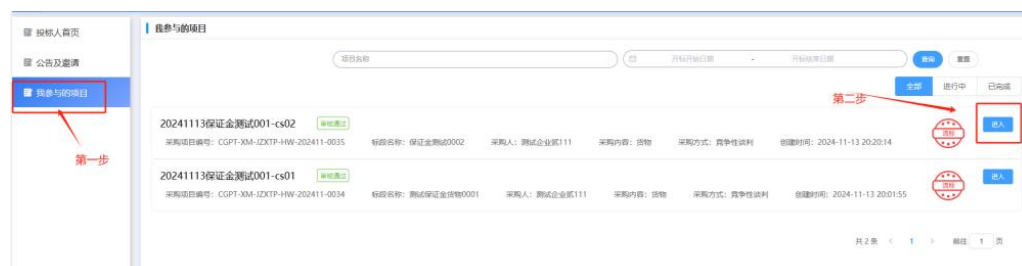 投标人首页
公告及邀请
我参与的项目
第一步
我参与的项目
项目名称 开标开始日期 - 开标结束日期 查询 重置
全部 进行中 已完成
第二步
20241113保证金测试001-cs02 审核通过
采购项目编号：CGPT-XM-JZXTP-HW-202411-0035 标段名称：保证金测试0002 采购人：测试企业贰111 采购内容：货物 采购方式：竞争性谈判 创建时间：2024-11-13 20:20:14
流标 进入
20241113保证金测试001-cs01 审核通过
采购项目编号：CGPT-XM-JZXTP-HW-202411-0034 标段名称：测试保证金货物0001 采购人：测试企业贰111 采购内容：货物 采购方式：竞争性谈判 创建时间：2024-11-13 20:01:55
流标 进入
共2条 < 1 > 前往 1 页